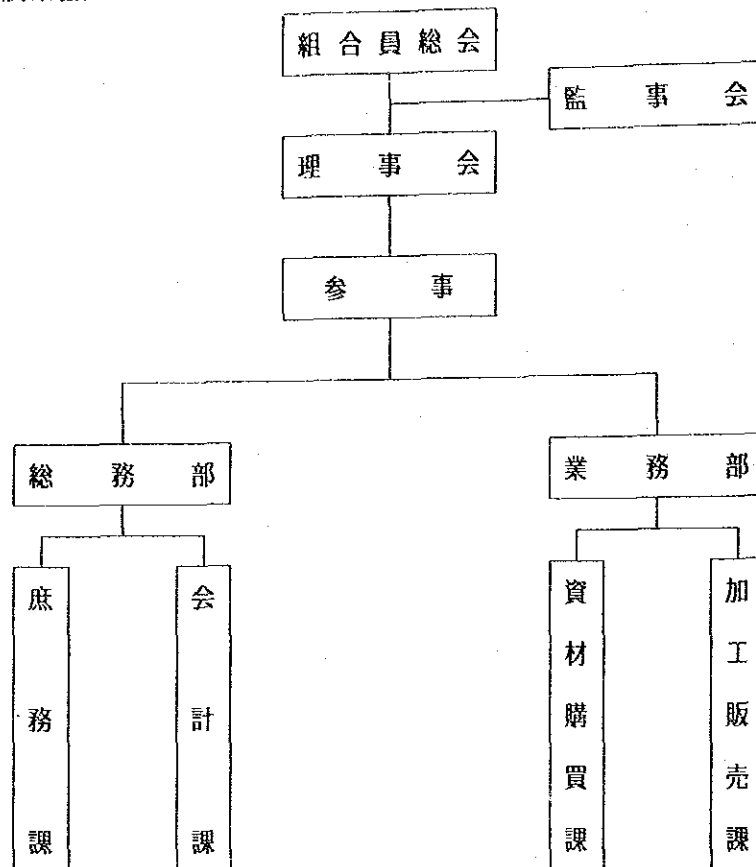 組合員総会
監事会
理事会
参事
総務部
業務部
庶務課
会計課
資材購買課
加工販売課